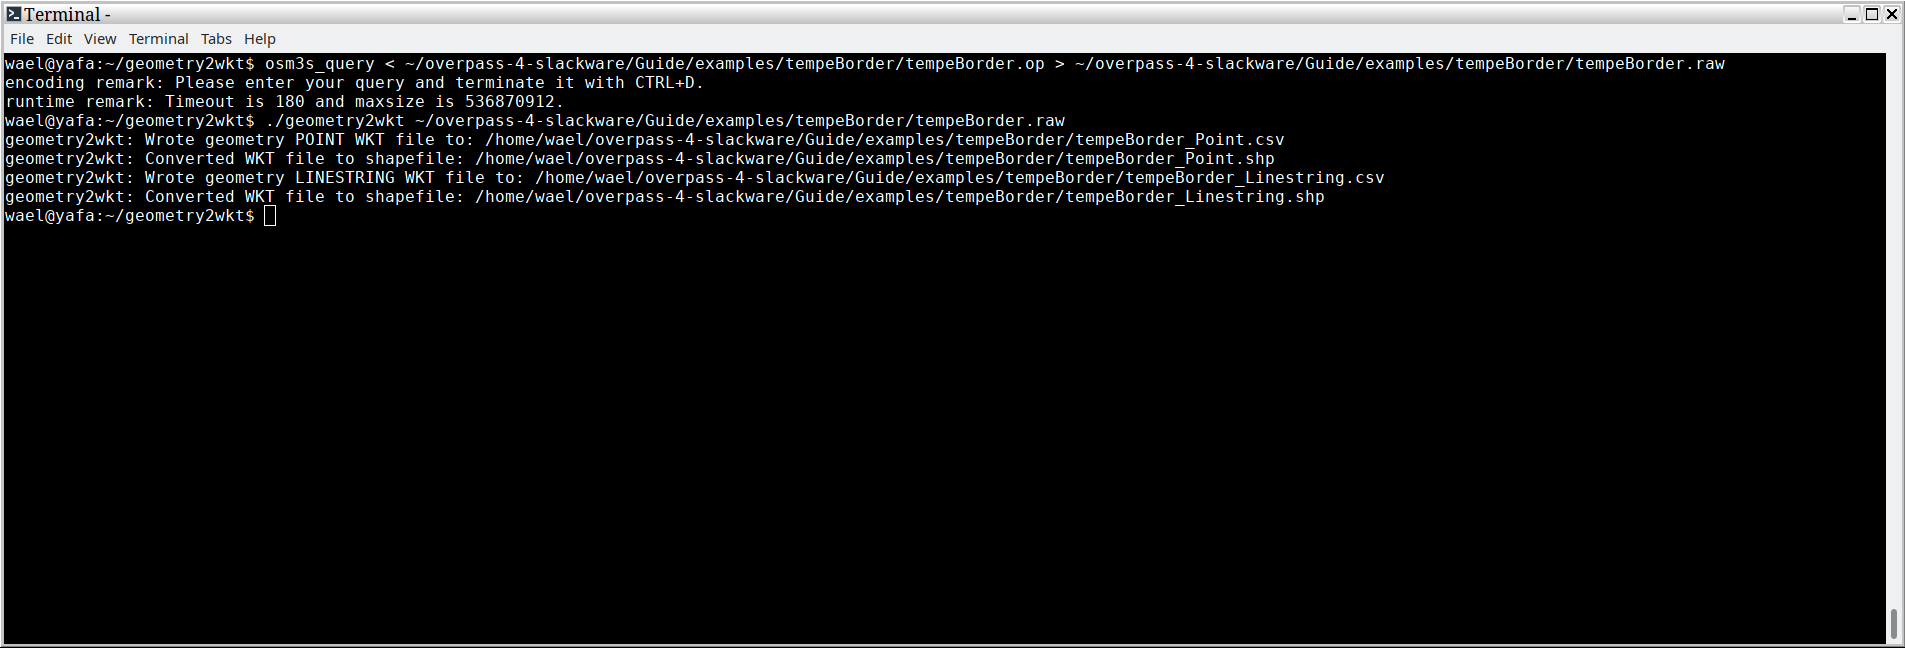 Terminal -
File Edit View Terminal Tabs Help
wael@yafa:~/geometry2wkt$ osm3s_query < ~/overpass-4-slackware/Guide/examples/tempeBorder/tempeBorder.op > ~/overpass-4-slackware/Guide/examples/tempeBorder/tempeBorder.raw
encoding remark: Please enter your query and terminate it with CTRL+D.
runtime remark: Timeout is 180 and maxsize is 536870912.
wael@yafa:~/geometry2wkt$ ./geometry2wkt ~/overpass-4-slackware/Guide/examples/tempeBorder/tempeBorder.raw
geometry2wkt: Wrote geometry POINT WKT file to: /home/wael/overpass-4-slackware/Guide/examples/tempeBorder/tempeBorder_Point.csv
geometry2wkt: Converted WKT file to shapefile: /home/wael/overpass-4-slackware/Guide/examples/tempeBorder/tempeBorder_Point.shp
geometry2wkt: Wrote geometry LINESTRING WKT file to: /home/wael/overpass-4-slackware/Guide/examples/tempeBorder/tempeBorder_Linestring.csv
geometry2wkt: Converted WKT file to shapefile: /home/wael/overpass-4-slackware/Guide/examples/tempeBorder/tempeBorder_Linestring.shp
wael@yafa:~/geometry2wkt$